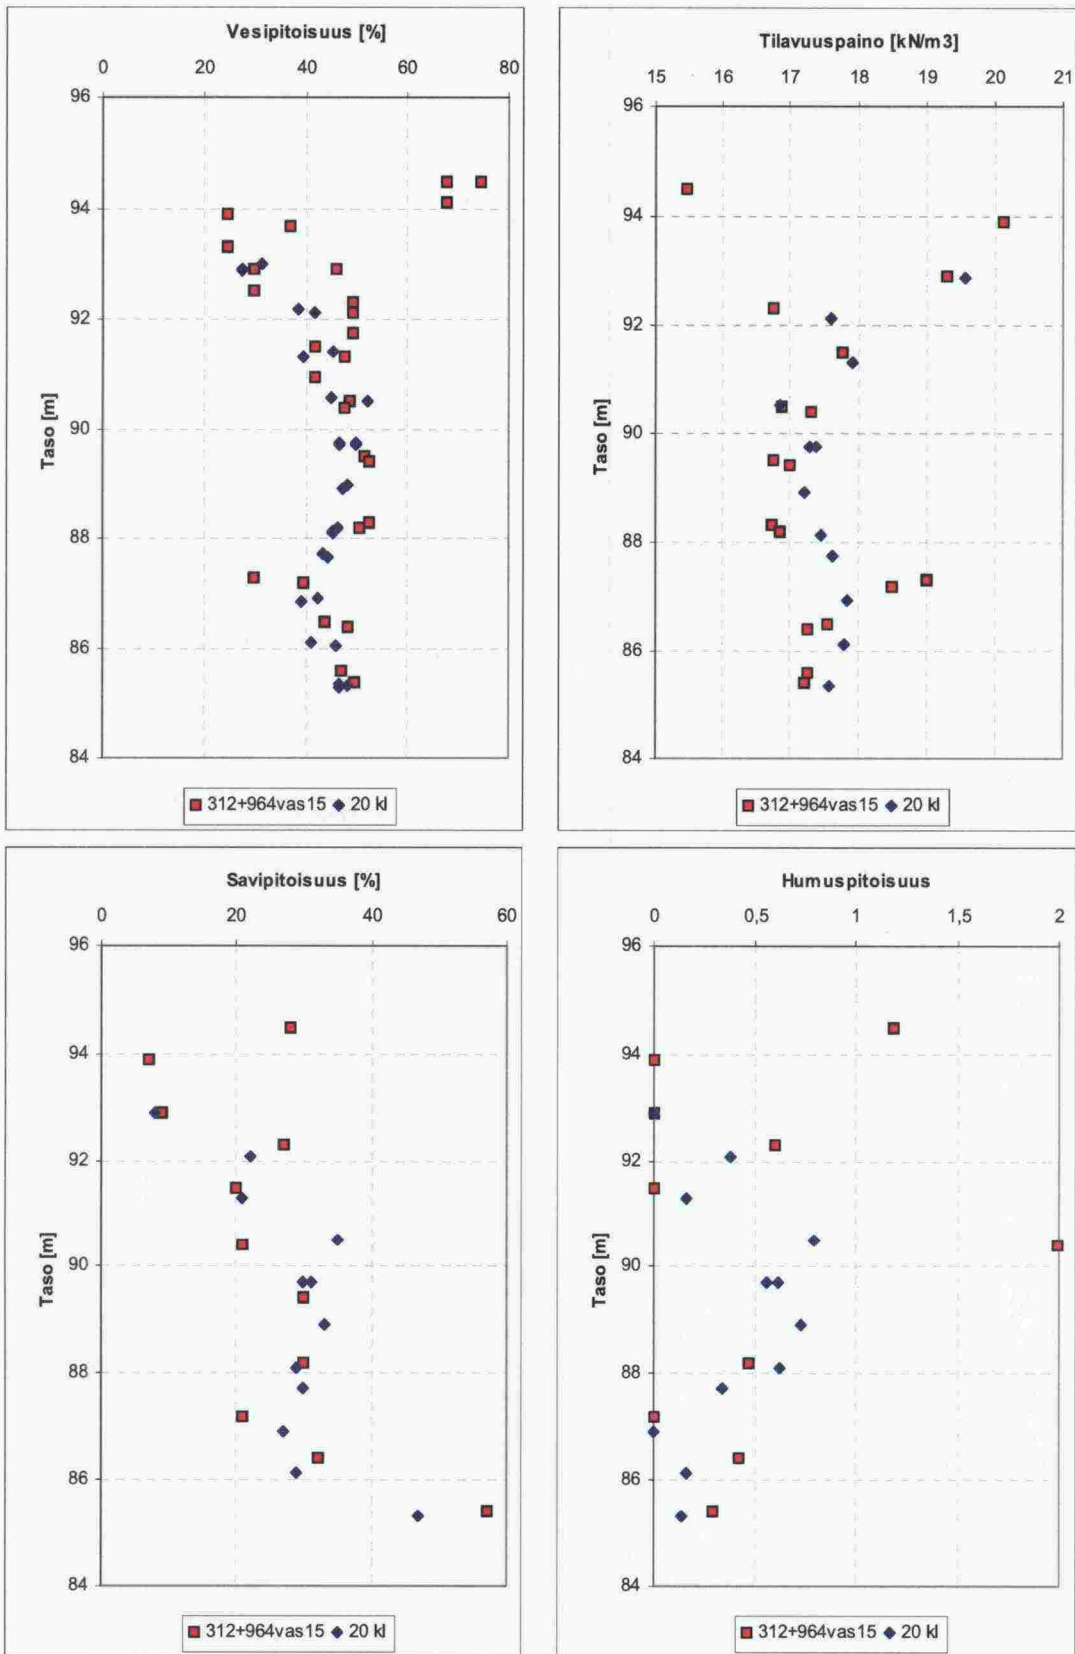 Vesipitoisuus [%]
0 20 40 60 80
96
94
92
90
88
86
84
Taso [m]
312+964vas15 20 kl
Tilavuuspaino [kN/m3]
15 16 17 18 19 20 21
96
94
92
90
88
86
84
Taso [m]
312+964vas15 20 kl
Savipitoisuus [%]
0 20 40 60
96
94
92
90
88
86
84
Taso [m]
312+964vas15 20 kl
Humuspitoisuus
0 0,5 1 1,5 2
96
94
92
90
88
86
84
Taso [m]
312+964vas15 20 kl